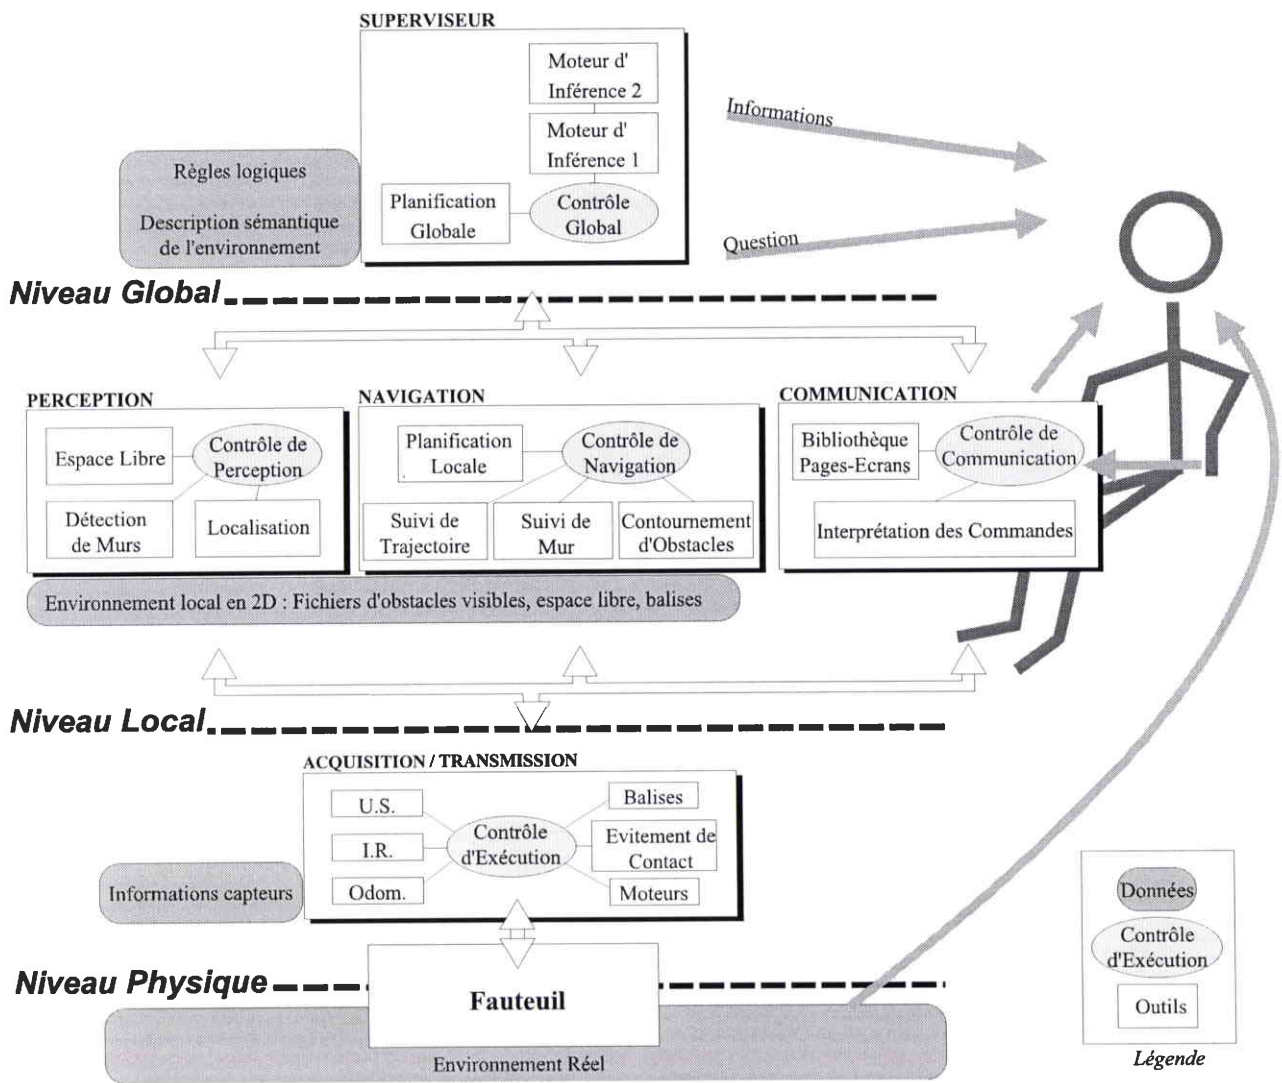 SUPERVISEUR
Moteur d'
Inférence 2
Moteur d'
Inférence 1
Planification
Globale
Contrôle
Global
Règles logiques
Description sémantique
de l'environnement
Informations
Question
Niveau Global
PERCEPTION
Espace Libre
Contrôle de
Perception
Détection
de Murs
Localisation
NAVIGATION
Planification
Locale
Contrôle de
Navigation
Suivi de
Trajectoire
Suivi de
Mur
Contournement
d'Obstacles
COMMUNICATION
Bibliothèque
Pages-Ecrans
Contrôle de
Communication
Interprétation des Commandes
Environnement local en 2D : Fichiers d'obstacles visibles, espace libre, balises
Niveau Local
ACQUISITION / TRANSMISSION
U.S.
I.R.
Odom.
Contrôle
d'Exécution
Balises
Evitement de
Contact
Moteurs
Informations capteurs
Niveau Physique
Fauteuil
Environnement Réel
Données
Contrôle
d'Exécution
Outils
Légende